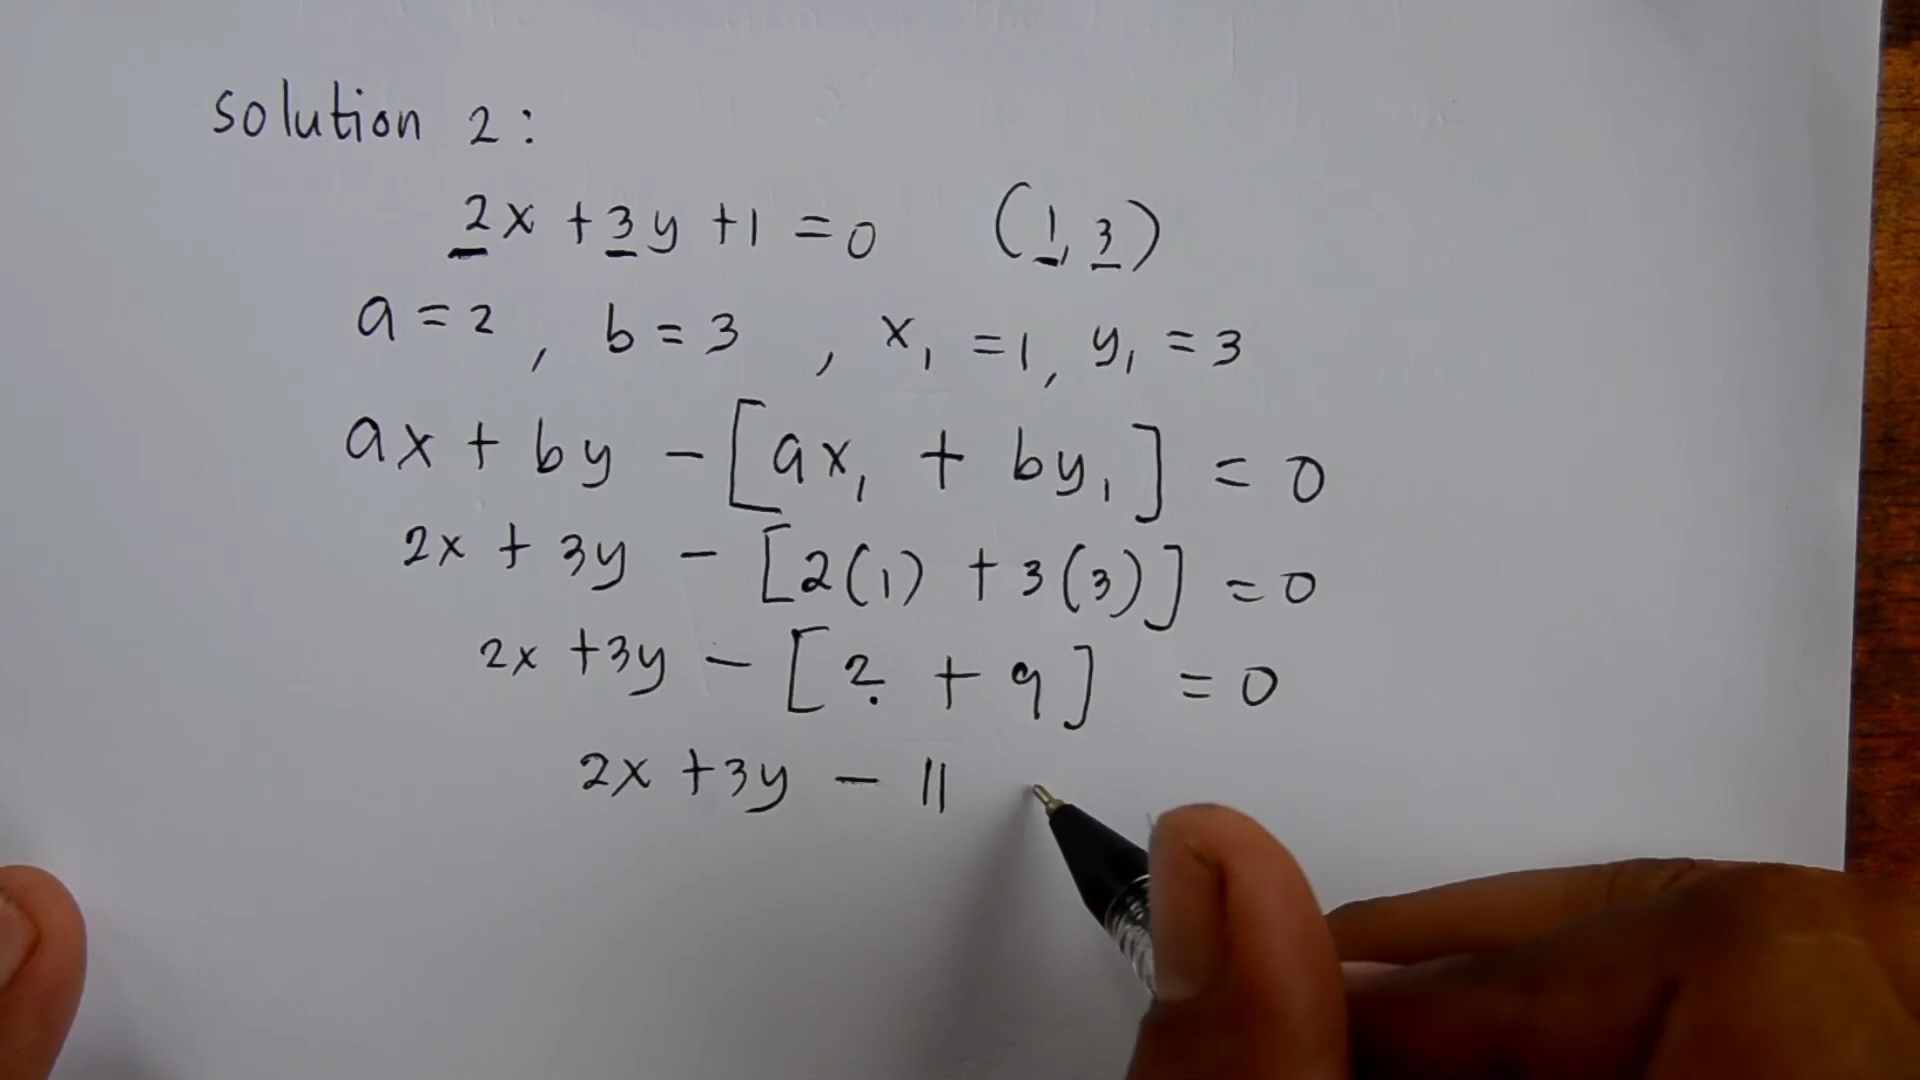 solution 2:
2x + 3y + 1 = 0 (1, 3)
a = 2, b = 3, x₁ = 1, y₁ = 3
ax + by - [ax₁ + by₁] = 0
2x + 3y - [2(1) + 3(3)] = 0
2x + 3y - [2 + 9] = 0
2x + 3y - 11